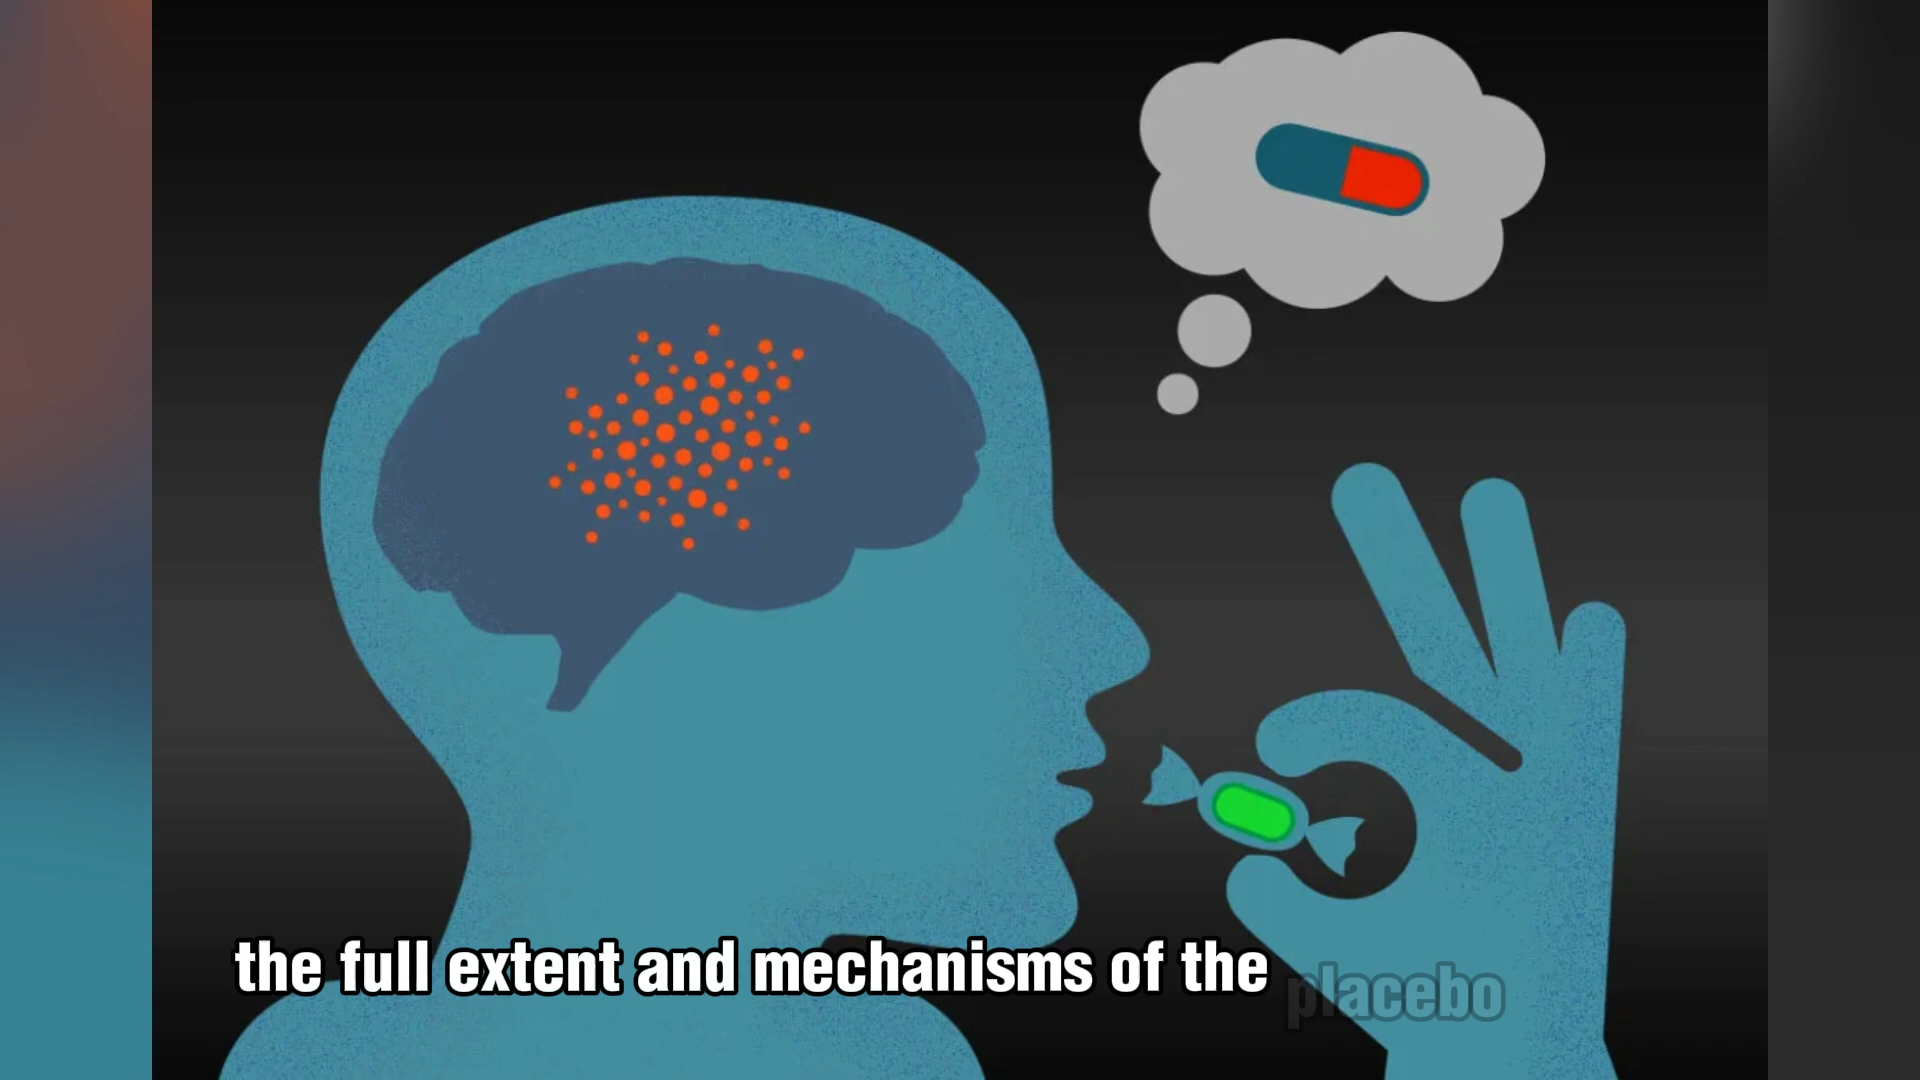 the full extent and mechanisms of the placebo